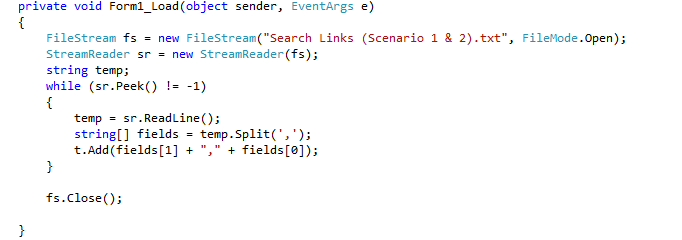 private void Form1_Load(object sender, EventArgs e)
{
    FileStream fs = new FileStream("Search Links (Scenario 1 & 2).txt", FileMode.Open);
    StreamReader sr = new StreamReader(fs);
    string temp;
    while (sr.Peek() != -1)
    {
        temp = sr.ReadLine();
        string[] fields = temp.Split(',');
        t.Add(fields[1] + "," + fields[0]);
    }

    fs.Close();

}